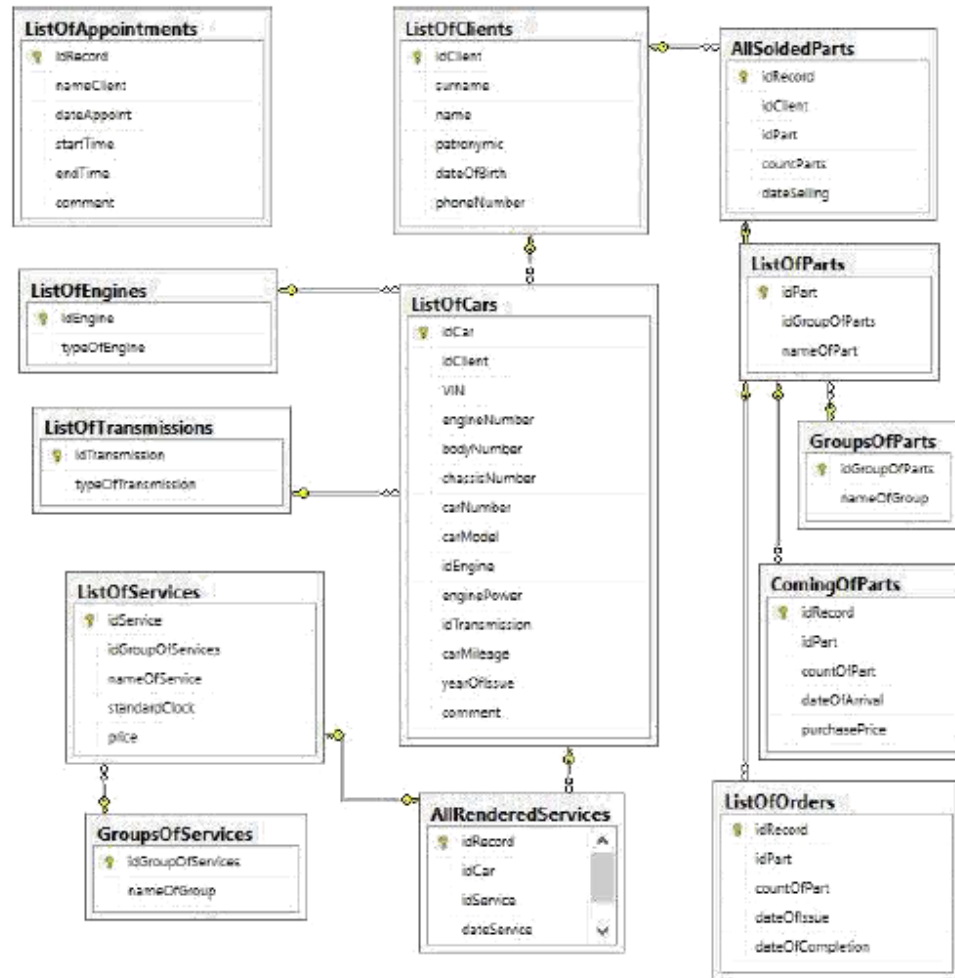 ListOfAppointments
idRecord
nameClient
dateAppoint
startTime
endTime
comment
ListOfClients
idClient
surname
name
patronymic
dateOfBirth
phoneNumber
AllSoldedParts
idRecord
idClient
idPart
countParts
dateSelling
ListOfEngines
idEngine
typeOfEngine
ListOfTransmissions
idTransmission
typeOfTransmission
ListOfCars
idCar
idClient
VIN
engineNumber
bodyNumber
chassisNumber
carNumber
carModel
idEngine
enginePower
idTransmission
carMileage
yearOfIssue
comment
ListOfParts
idPart
idGroupOfParts
nameOfPart
GroupsOfParts
idGroupOfParts
nameOfGroup
ComingOfParts
idRecord
idPart
countOfPart
dateOfArrival
purchasePrice
ListOfServices
idService
idGroupOfServices
nameOfService
standardClock
price
GroupsOfServices
idGroupOfServices
nameOfGroup
AllRenderedServices
idRecord
idCar
idService
dateService
ListOfOrders
idRecord
idPart
countOfPart
dateOfIssue
dateOfCompletion